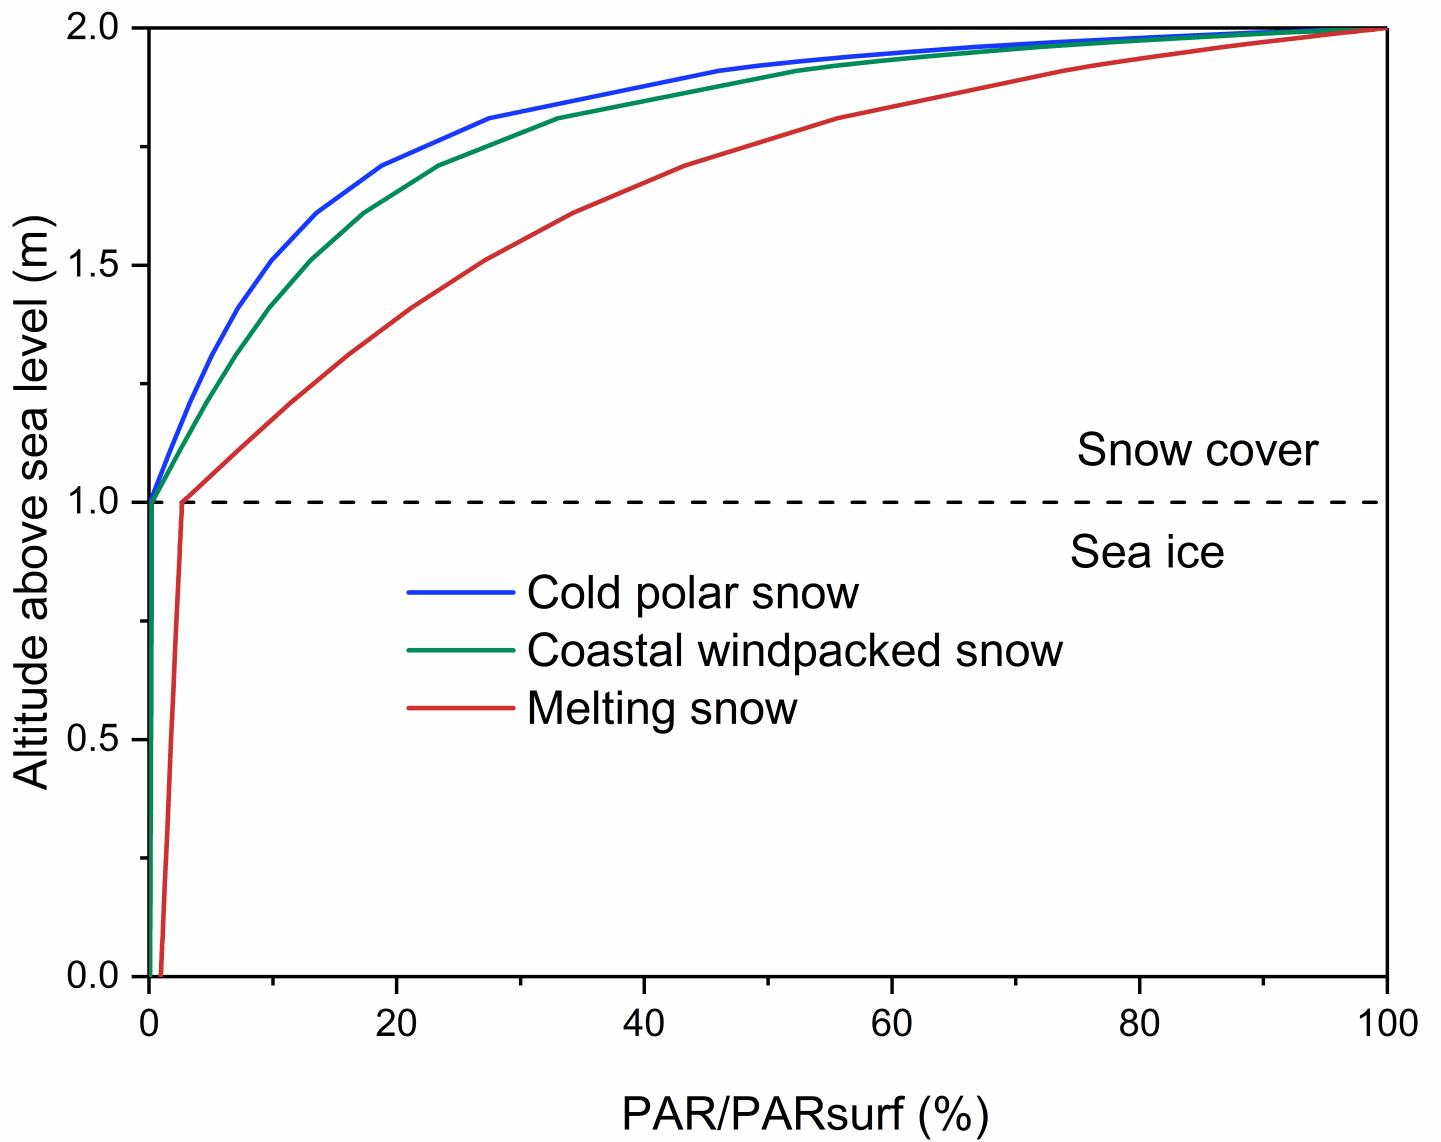 2.0
1.5
1.0
0.5
0.0
Altitude above sea level (m)
Snow cover
Sea ice
Cold polar snow
Coastal windpacked snow
Melting snow
0 20 40 60 80 100
PAR/PARsurf (%)